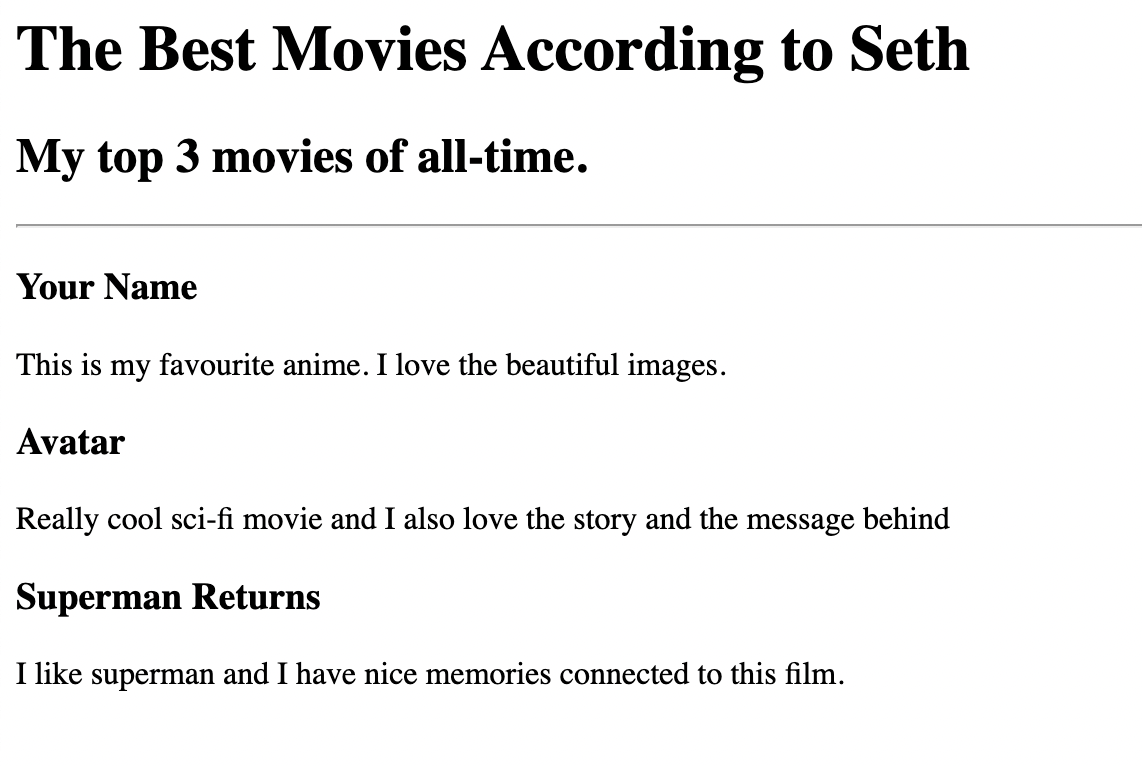 The Best Movies According to Seth
My top 3 movies of all-time.
Your Name
This is my favourite anime. I love the beautiful images.
Avatar
Really cool sci-fi movie and I also love the story and the message behind
Superman Returns
I like superman and I have nice memories connected to this film.